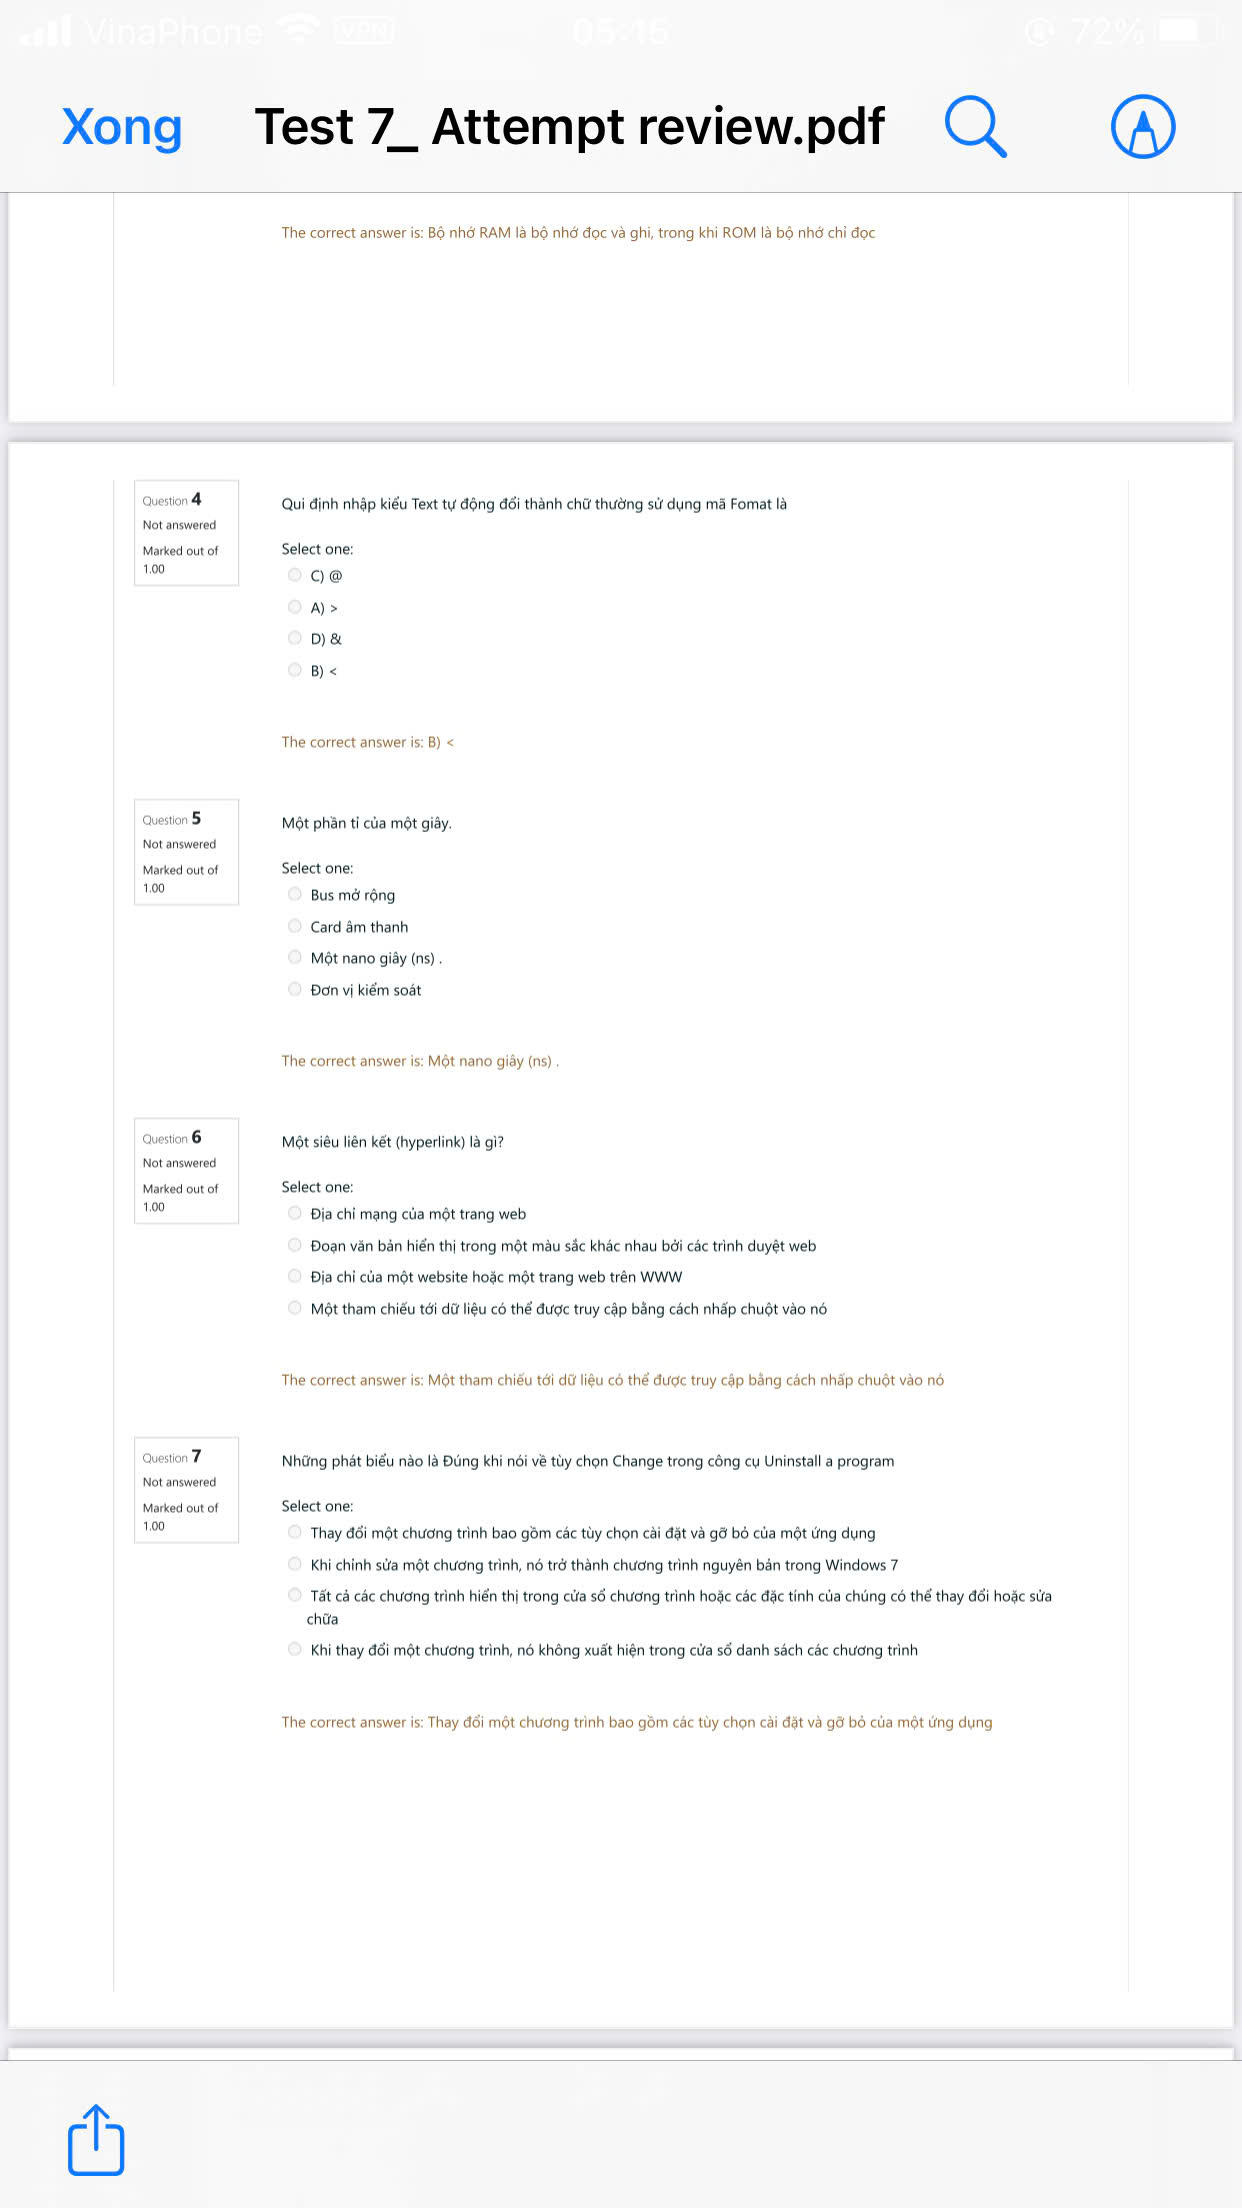 VinaPhone VPN 05:15 72%
Xong Test 7_ Attempt review.pdf
The correct answer is: Bộ nhớ RAM là bộ nhớ đọc và ghi, trong khi ROM là bộ nhớ chỉ đọc
Question 4
Not answered
Marked out of
1.00
Qui định nhập kiểu Text tự động đổi thành chữ thường sử dụng mã Fomat là
Select one:
C) @
A) >
D) &
B) <
The correct answer is: B) <
Question 5
Not answered
Marked out of
1.00
Một phần tỉ của một giây.
Select one:
Bus mở rộng
Card âm thanh
Một nano giây (ns) .
Đơn vị kiểm soát
The correct answer is: Một nano giây (ns) .
Question 6
Not answered
Marked out of
1.00
Một siêu liên kết (hyperlink) là gì?
Select one:
Địa chỉ mạng của một trang web
Đoạn văn bản hiển thị trong một màu sắc khác nhau bởi các trình duyệt web
Địa chỉ của một website hoặc một trang web trên WWW
Một tham chiếu tới dữ liệu có thể được truy cập bằng cách nhấp chuột vào nó
The correct answer is: Một tham chiếu tới dữ liệu có thể được truy cập bằng cách nhấp chuột vào nó
Question 7
Not answered
Marked out of
1.00
Những phát biểu nào là Đúng khi nói về tùy chọn Change trong công cụ Uninstall a program
Select one:
Thay đổi một chương trình bao gồm các tùy chọn cài đặt và gỡ bỏ của một ứng dụng
Khi chỉnh sửa một chương trình, nó trở thành chương trình nguyên bản trong Windows 7
Tất cả các chương trình hiển thị trong cửa sổ chương trình hoặc các đặc tính của chúng có thể thay đổi hoặc sửa
chữa
Khi thay đổi một chương trình, nó không xuất hiện trong cửa sổ danh sách các chương trình
The correct answer is: Thay đổi một chương trình bao gồm các tùy chọn cài đặt và gỡ bỏ của một ứng dụng